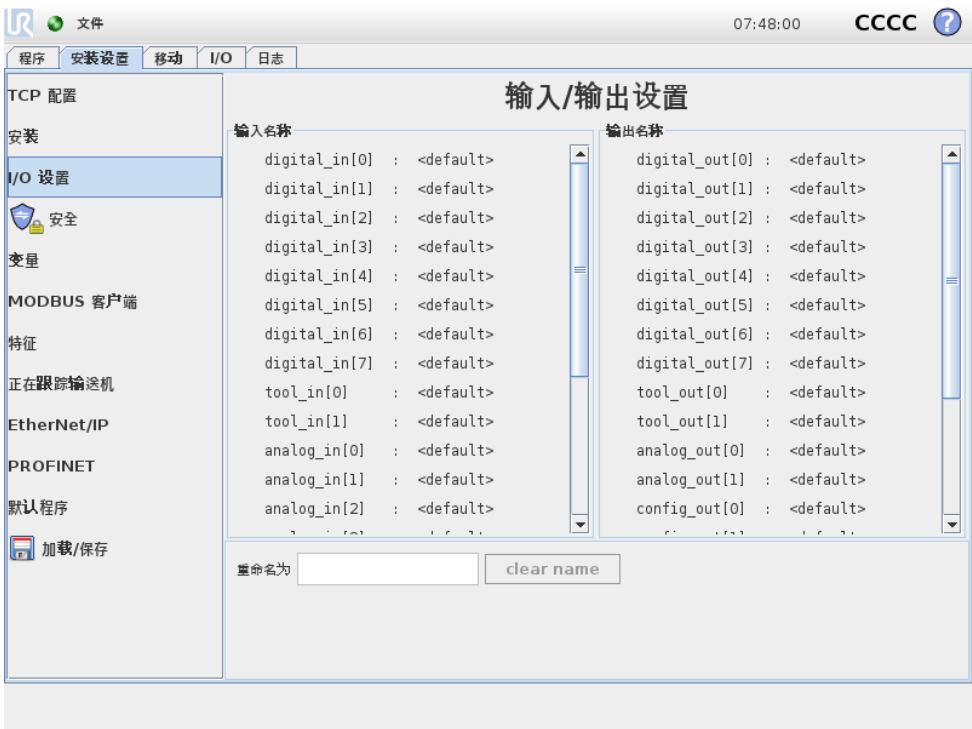 UR 文件 07:48:00 CCCC ?
程序 安装设置 移动 I/O 日志
TCP 配置
安装
I/O 设置
安全
变量
MODBUS 客户端
特征
正在跟踪输送机
EtherNet/IP
PROFINET
默认程序
加载/保存
输入/输出设置
输入名称
digital_in[0] : <default>
digital_in[1] : <default>
digital_in[2] : <default>
digital_in[3] : <default>
digital_in[4] : <default>
digital_in[5] : <default>
digital_in[6] : <default>
digital_in[7] : <default>
tool_in[0] : <default>
tool_in[1] : <default>
analog_in[0] : <default>
analog_in[1] : <default>
analog_in[2] : <default>
输出名称
digital_out[0] : <default>
digital_out[1] : <default>
digital_out[2] : <default>
digital_out[3] : <default>
digital_out[4] : <default>
digital_out[5] : <default>
digital_out[6] : <default>
digital_out[7] : <default>
tool_out[0] : <default>
tool_out[1] : <default>
analog_out[0] : <default>
analog_out[1] : <default>
config_out[0] : <default>
重命名为 clear name